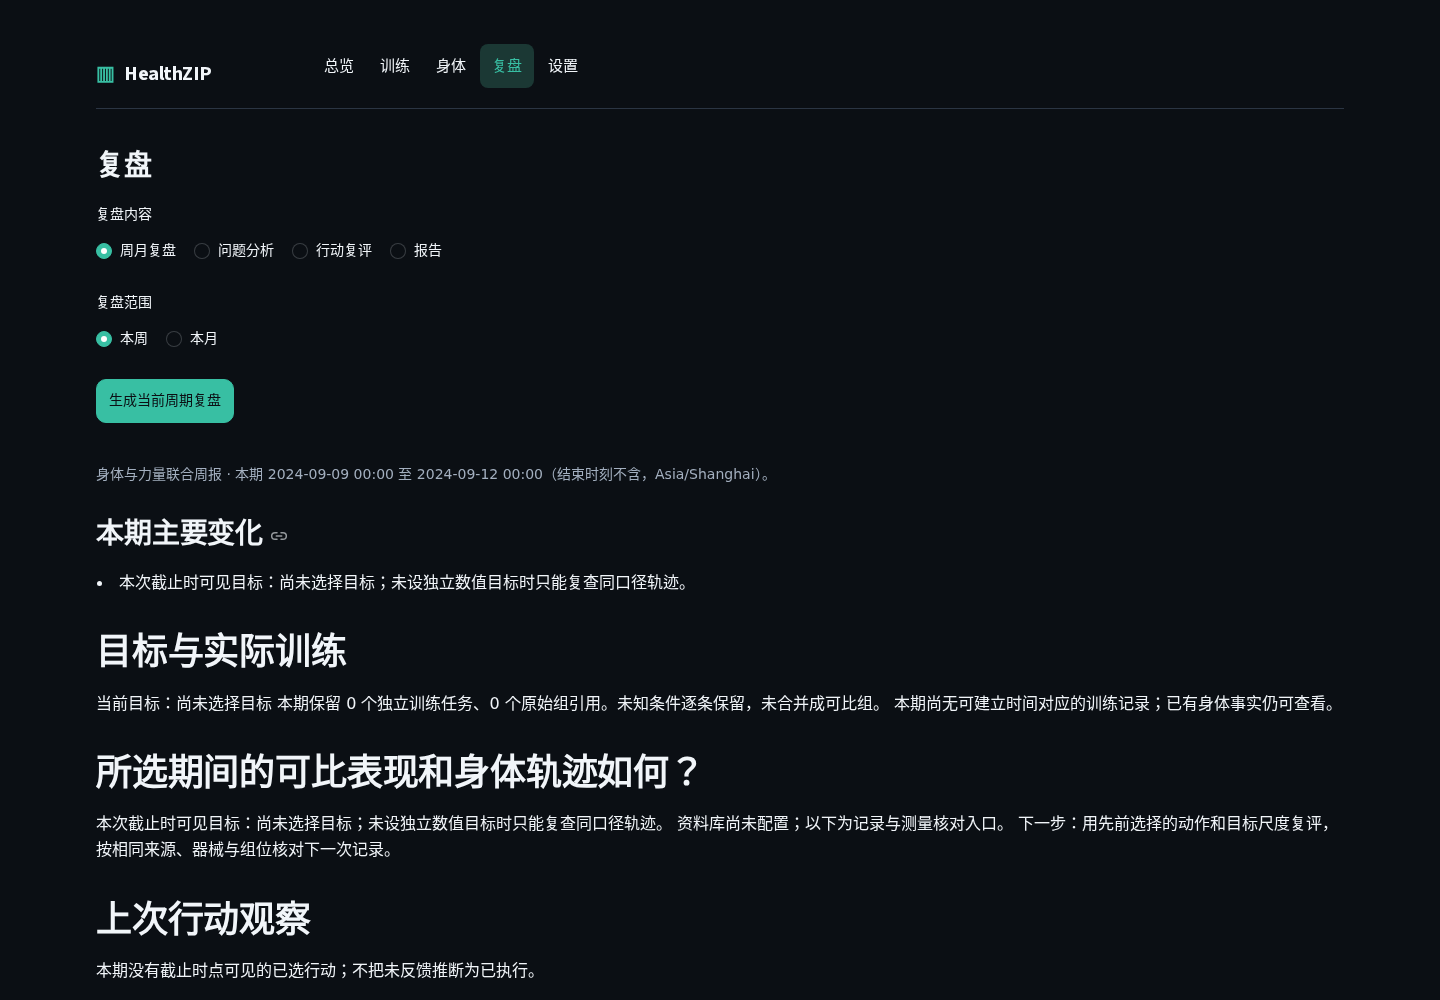 HealthZIP
总览 训练 身体 复盘 设置
复盘
复盘内容
周月复盘 问题分析 行动复评 报告
复盘范围
本周 本月
生成当前周期复盘
身体与力量联合周报 · 本期 2024-09-09 00:00 至 2024-09-12 00:00（结束时刻不含，Asia/Shanghai）。
本期主要变化
• 本次截止时可见目标：尚未选择目标；未设独立数值目标时只能复查同口径轨迹。
目标与实际训练
当前目标：尚未选择目标 本期保留 0 个独立训练任务、0 个原始组引用。未知条件逐条保留，未合并成可比组。 本期尚无可建立时间对应的训练记录；已有身体事实仍可查看。
所选期间的可比表现和身体轨迹如何？
本次截止时可见目标：尚未选择目标；未设独立数值目标时只能复查同口径轨迹。 资料库尚未配置；以下为记录与测量核对入口。 下一步：用先前选择的动作和目标尺度复评，
按相同来源、器械与组位核对下一次记录。
上次行动观察
本期没有截止时点可见的已选行动；不把未反馈推断为已执行。